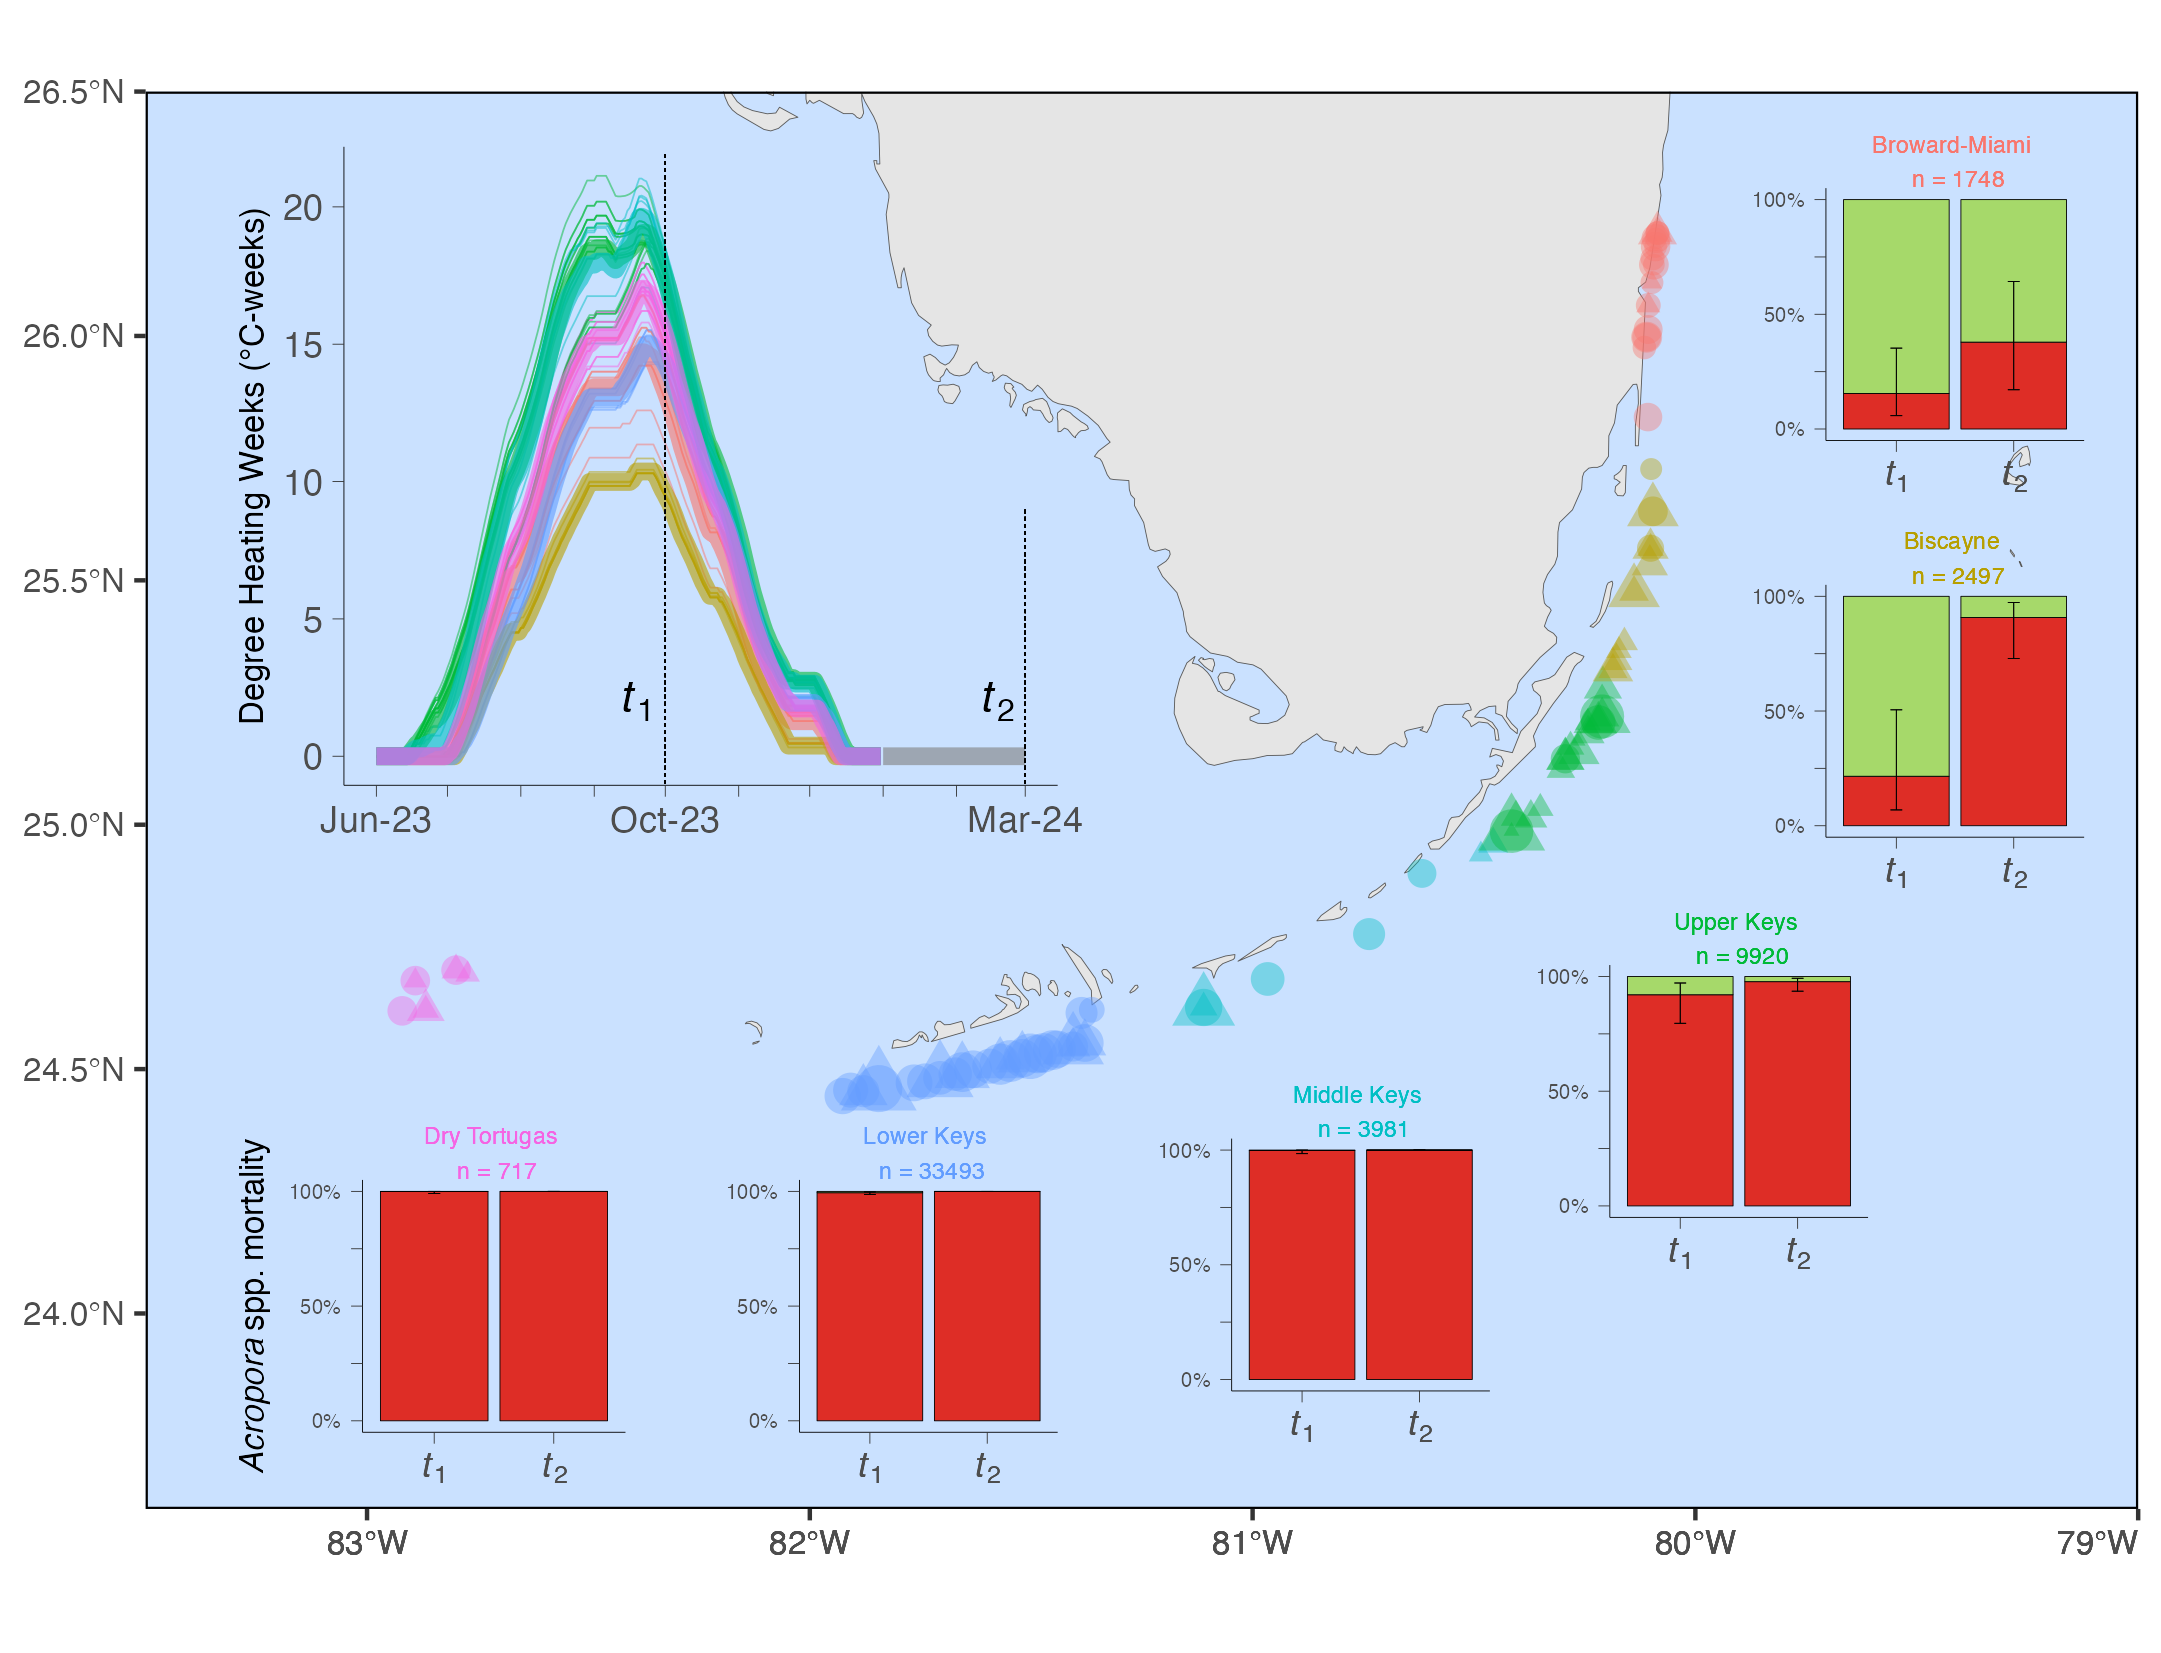 26.5°N
26.0°N
25.5°N
25.0°N
24.5°N
24.0°N
83°W
82°W
81°W
80°W
79°W
Degree Heating Weeks (°C-weeks)
20
15
10
5
0
t1
t2
Jun-23
Oct-23
Mar-24
Broward-Miami
n = 1748
100%
50%
0%
t1
t2
Biscayne
n = 2497
100%
50%
0%
t1
t2
Upper Keys
n = 9920
100%
50%
0%
t1
t2
Middle Keys
n = 3981
100%
50%
0%
t1
t2
Lower Keys
n = 33493
100%
50%
0%
t1
t2
Dry Tortugas
n = 717
100%
50%
0%
t1
t2
Acropora spp. mortality